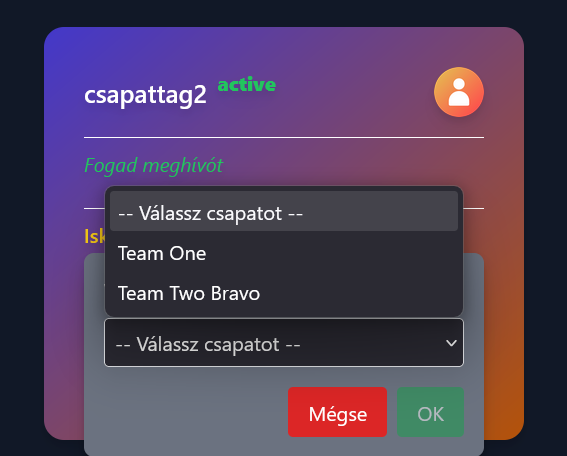 csapattag2 active
Fogad meghívót
-- Válassz csapatot --
Team One
Team Two Bravo
-- Válassz csapatot --
Mégse OK